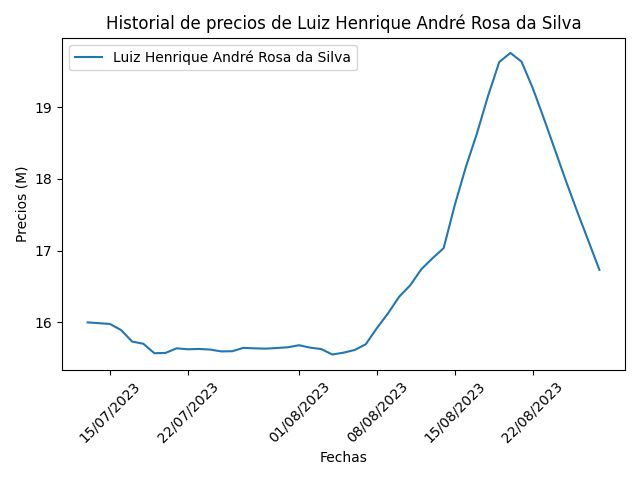 Historial de precios de Luiz Henrique André Rosa da Silva
Luiz Henrique André Rosa da Silva
Precios (M)
19
18
17
16
15/07/2023
22/07/2023
01/08/2023
08/08/2023
15/08/2023
22/08/2023
Fechas